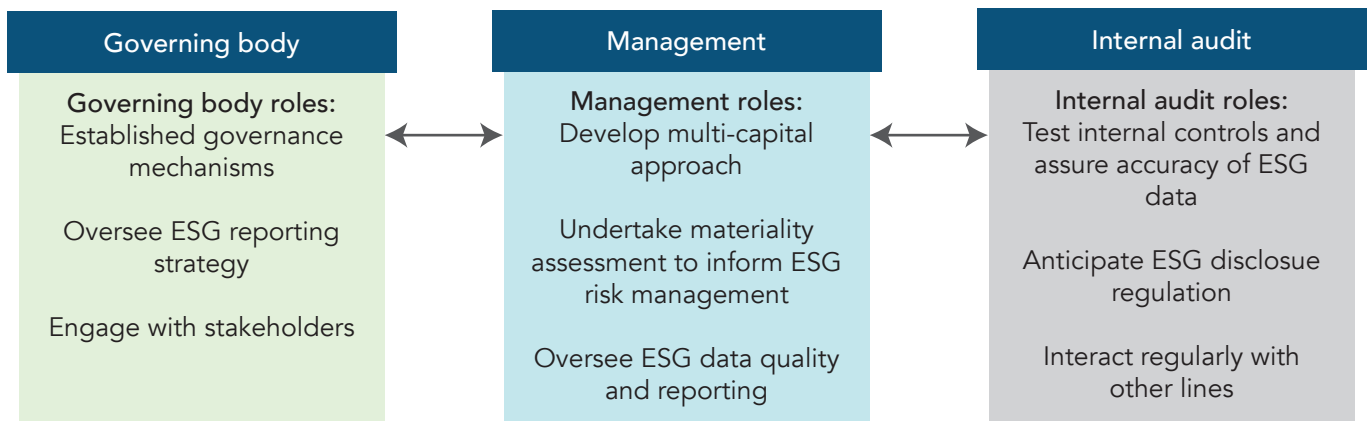 Governing body
Governing body roles:
Established governance
mechanisms
Oversee ESG reporting
strategy
Engage with stakeholders
Management
Management roles:
Develop multi-capital
approach
Undertake materiality
assessment to inform ESG
risk management
Oversee ESG data quality
and reporting
Internal audit
Internal audit roles:
Test internal controls and
assure accuracy of ESG
data
Anticipate ESG disclosue
regulation
Interact regularly with
other lines